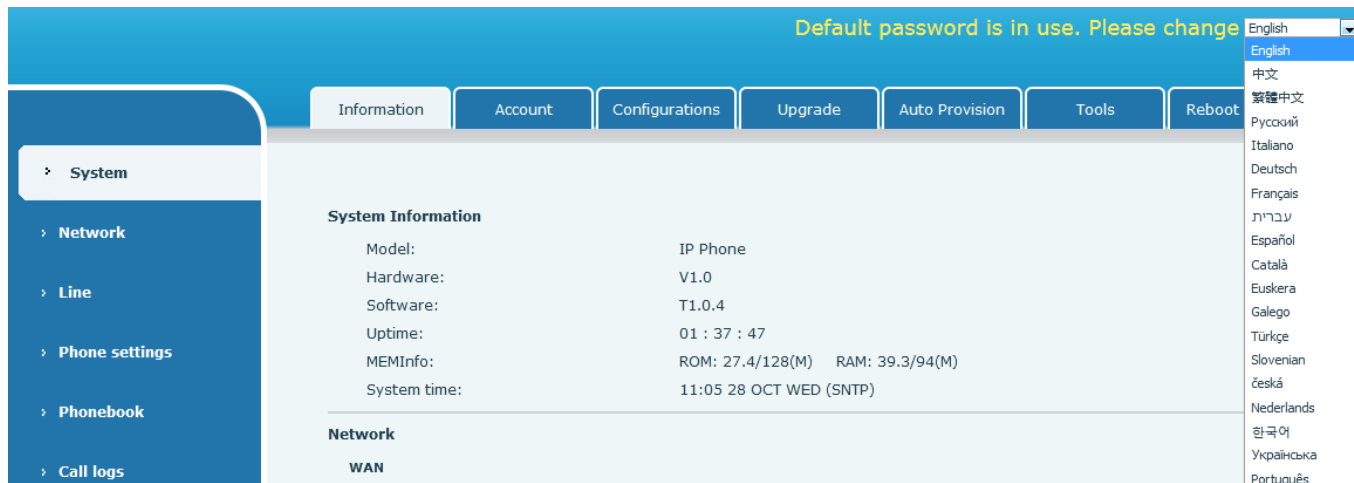 Default password is in use. Please change
English
English
中文
繁體中文
Русский
Italiano
Deutsch
Français
עברית
Español
Català
Euskera
Galego
Türkçe
Slovenian
česká
Nederlands
한국어
Українська
Português
Information
Account
Configurations
Upgrade
Auto Provision
Tools
Reboot
System
Network
Line
Phone settings
Phonebook
Call logs
System Information
Model: IP Phone
Hardware: V1.0
Software: T1.0.4
Uptime: 01 : 37 : 47
MEMInfo: ROM: 27.4/128(M) RAM: 39.3/94(M)
System time: 11:05 28 OCT WED (SNTP)
Network
WAN